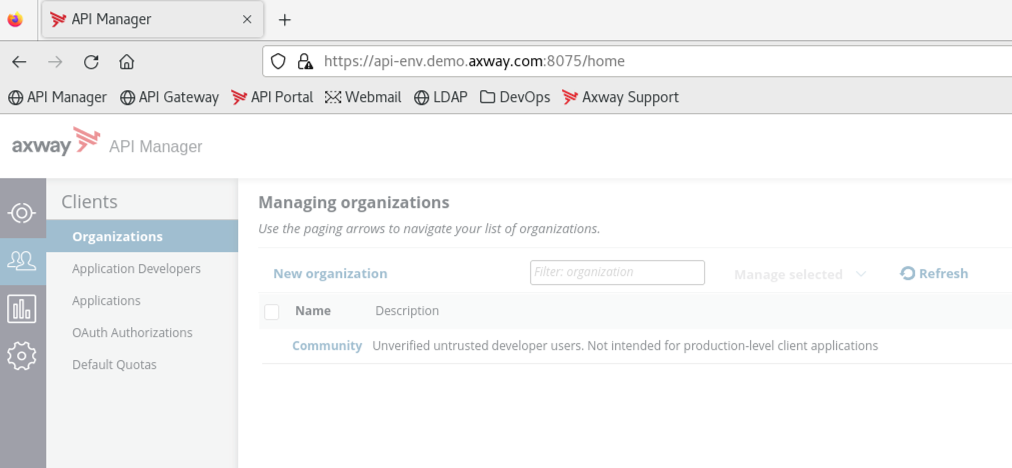 API Manager
https://api-env.demo.axway.com:8075/home
API Manager API Gateway API Portal Webmail LDAP DevOps Axway Support
axway API Manager
Clients
Organizations
Application Developers
Applications
OAuth Authorizations
Default Quotas
Managing organizations
Use the paging arrows to navigate your list of organizations.
New organization Filter: organization Manage selected Refresh
Name Description
Community Unverified untrusted developer users. Not intended for production-level client applications